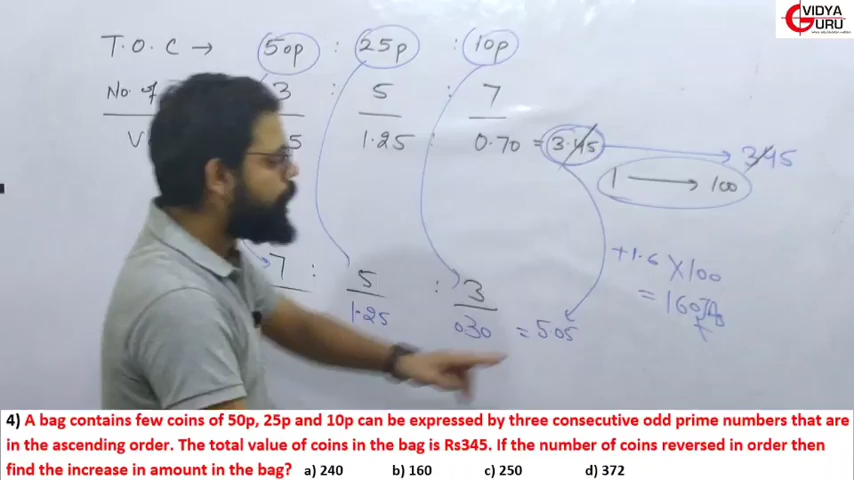 VIDYA
GURU
T.O.C → 50p : 25p : 10p
No. of 3 : 5 : 7
V 5 1.25 : 0.70 = 3.45 345
1 → 100
7 : 5 : 3
1.25 0.30 = 5.05
+1.6 X100
= 160
4) A bag contains few coins of 50p, 25p and 10p can be expressed by three consecutive odd prime numbers that are
in the ascending order. The total value of coins in the bag is Rs345. If the number of coins reversed in order then
find the increase in amount in the bag? a) 240 b) 160 c) 250 d) 372